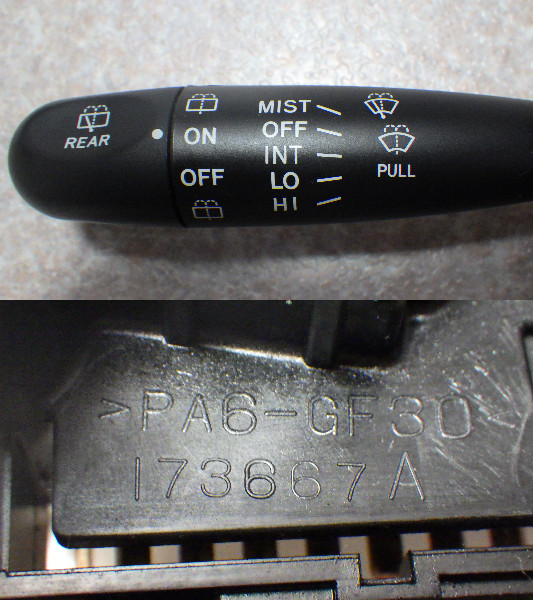 REAR
ON
OFF
MIST
OFF
INT
LO
HI
PULL
>PA6-GF30
173667A